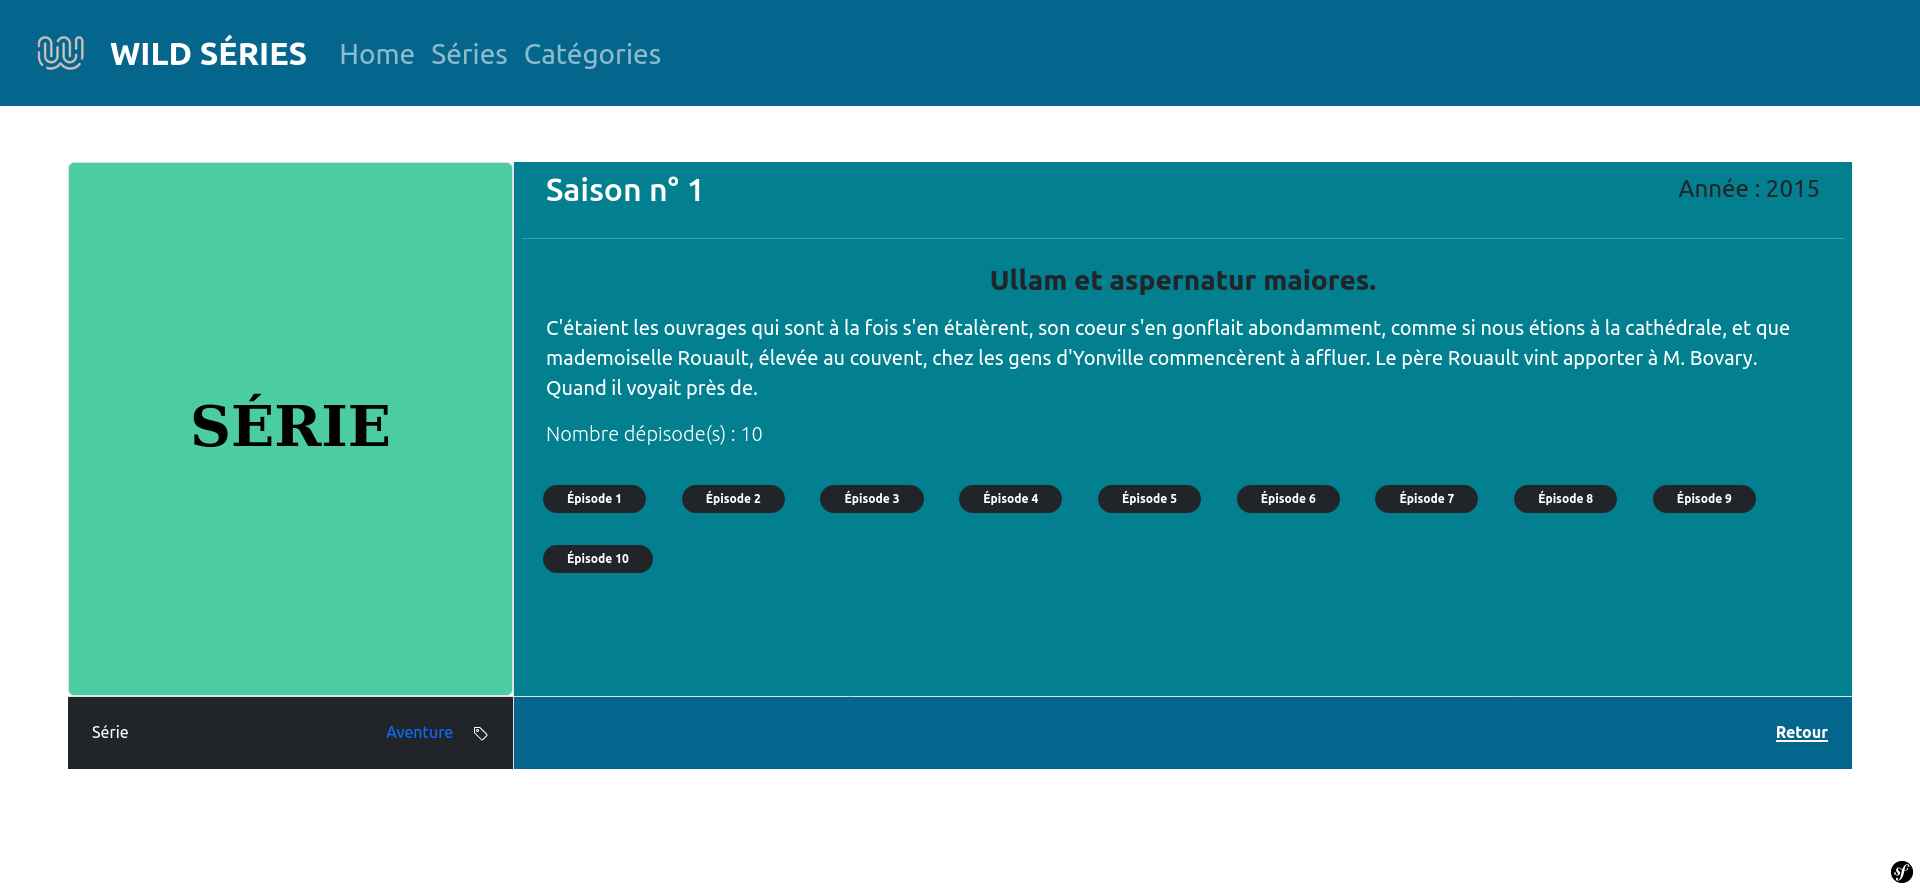 WILD SÉRIES Home Séries Catégories
SÉRIE
Saison n° 1
Année : 2015
Ullam et aspernatur maiores.
C'étaient les ouvrages qui sont à la fois s'en étalèrent, son coeur s'en gonflait abondamment, comme si nous étions à la cathédrale, et que
mademoiselle Rouault, élevée au couvent, chez les gens d'Yonville commencèrent à affluer. Le père Rouault vint apporter à M. Bovary.
Quand il voyait près de.
Nombre dépisode(s) : 10
Épisode 1 Épisode 2 Épisode 3 Épisode 4 Épisode 5 Épisode 6 Épisode 7 Épisode 8 Épisode 9
Épisode 10
Série Aventure
Retour
sf